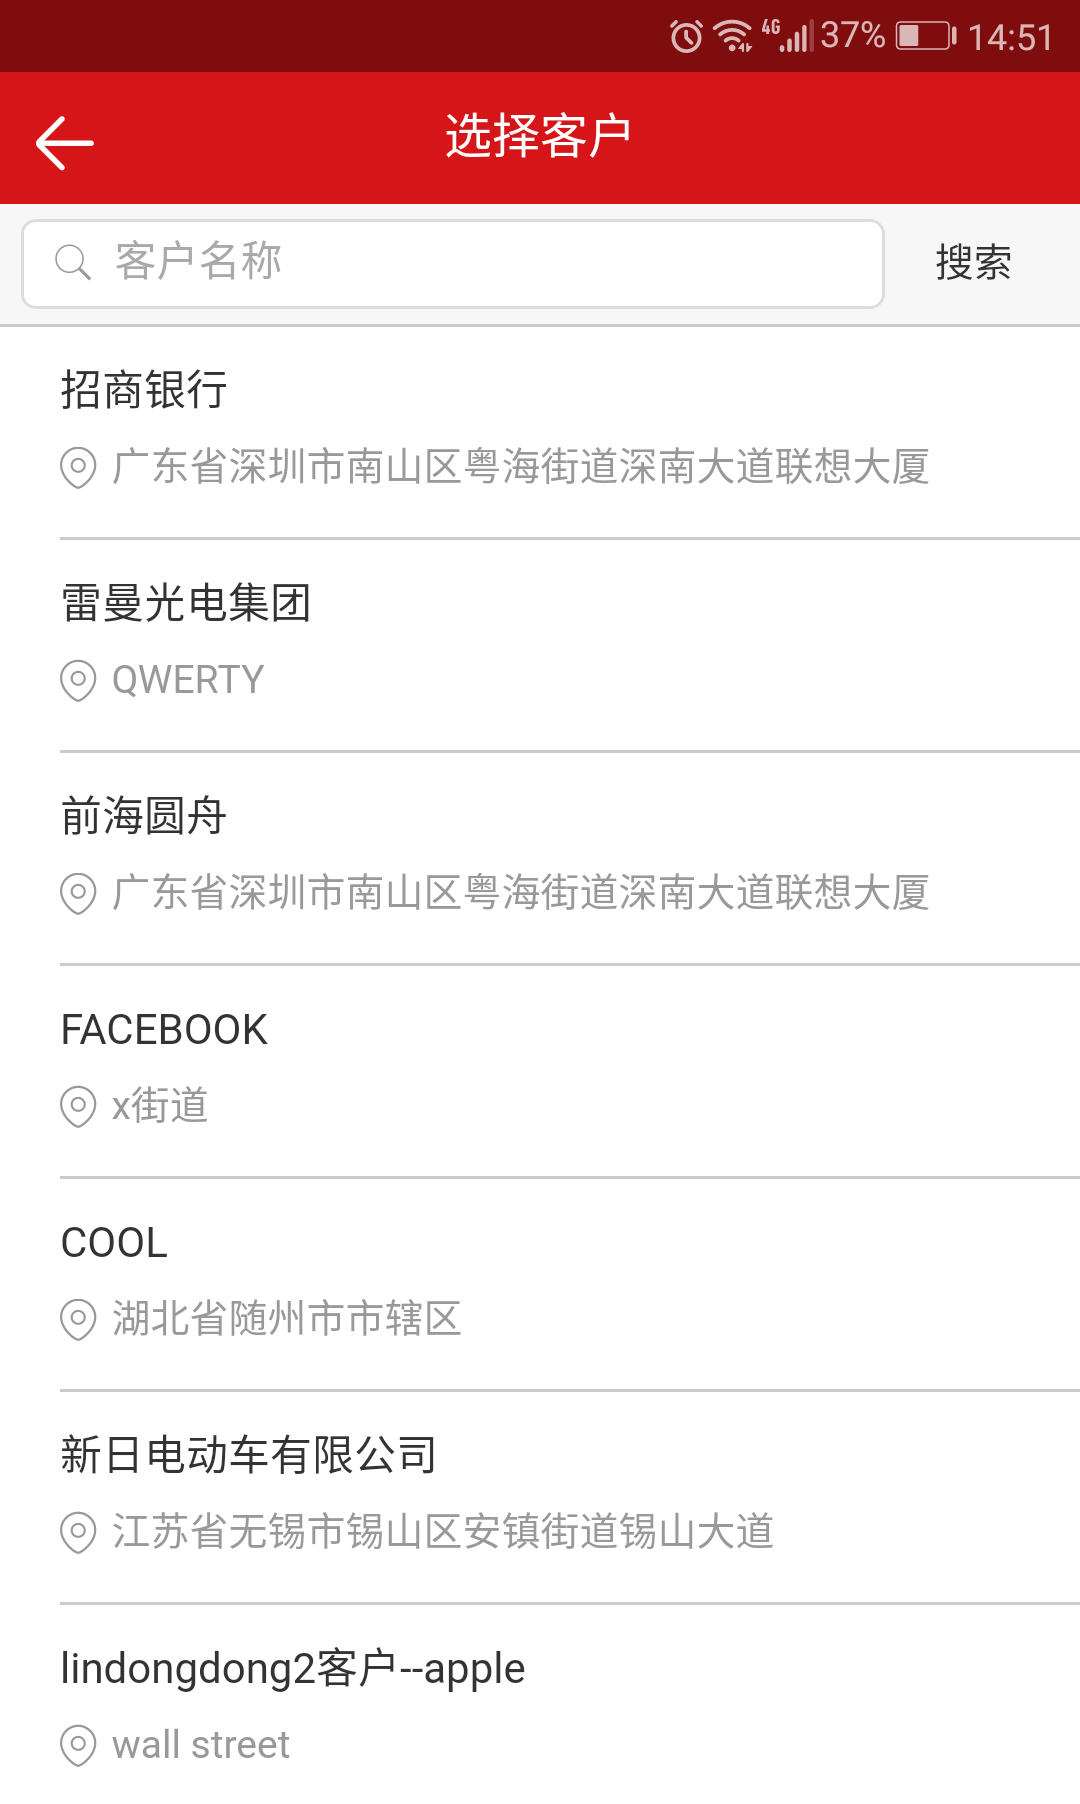 4G 37% 14:51
选择客户
客户名称 搜索
招商银行
广东省深圳市南山区粤海街道深南大道联想大厦
雷曼光电集团
QWERTY
前海圆舟
广东省深圳市南山区粤海街道深南大道联想大厦
FACEBOOK
x街道
COOL
湖北省随州市市辖区
新日电动车有限公司
江苏省无锡市锡山区安镇街道锡山大道
lindongdong2客户--apple
wall street